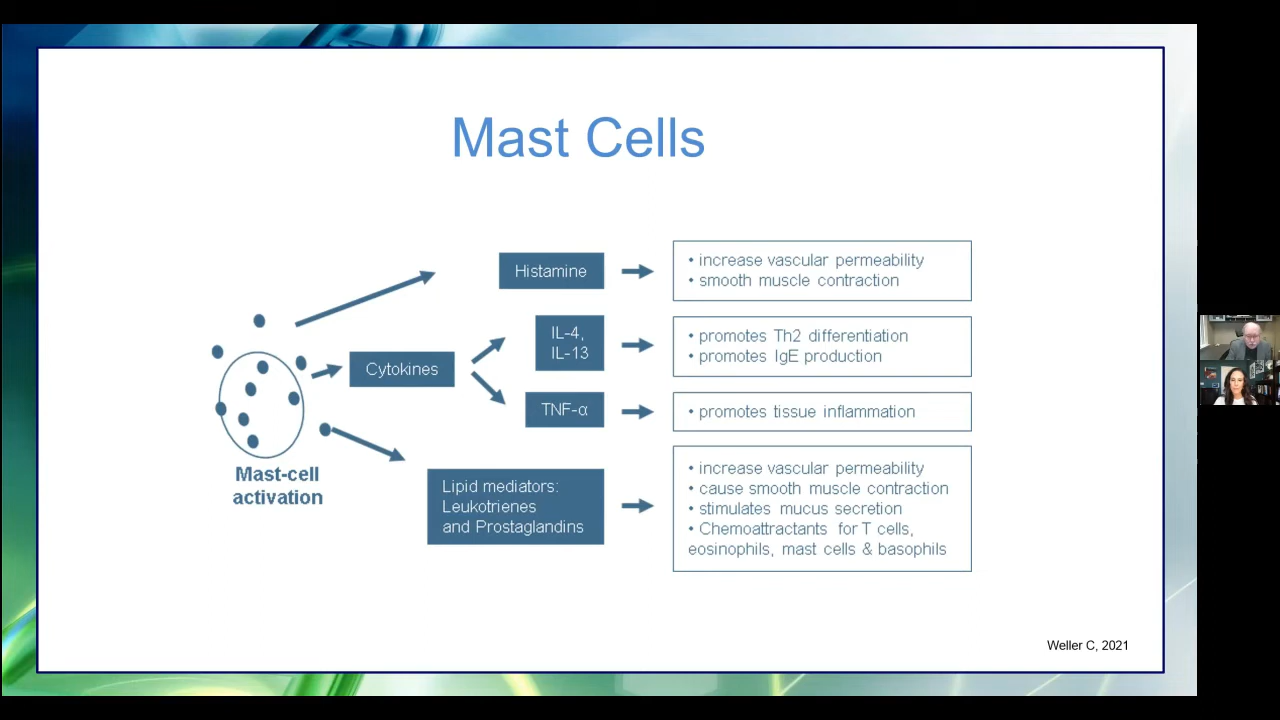 Mast Cells
Histamine
• increase vascular permeability
• smooth muscle contraction
Cytokines
IL-4,
IL-13
• promotes Th2 differentiation
• promotes IgE production
TNF-α
• promotes tissue inflammation
Mast-cell
activation
Lipid mediators:
Leukotrienes
and Prostaglandins
• increase vascular permeability
• cause smooth muscle contraction
• stimulates mucus secretion
• Chemoattractants for T cells,
eosinophils, mast cells & basophils
Weller C, 2021